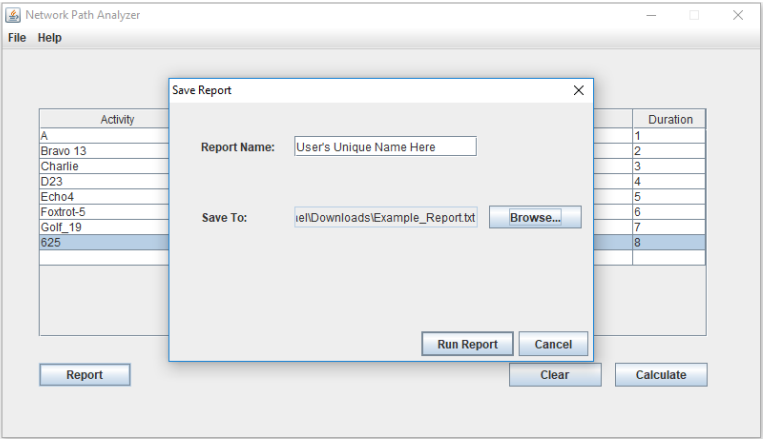 Network Path Analyzer
File Help
Save Report
Activity
Duration
A
1
Bravo 13
2
Report Name:
User's Unique Name Here
Charlie
3
D23
4
Echo4
5
Foxtrot-5
6
Save To:
\Downloads\Example_Report.txt
Browse...
Golf_19
7
625
8
Run Report
Cancel
Report
Clear
Calculate